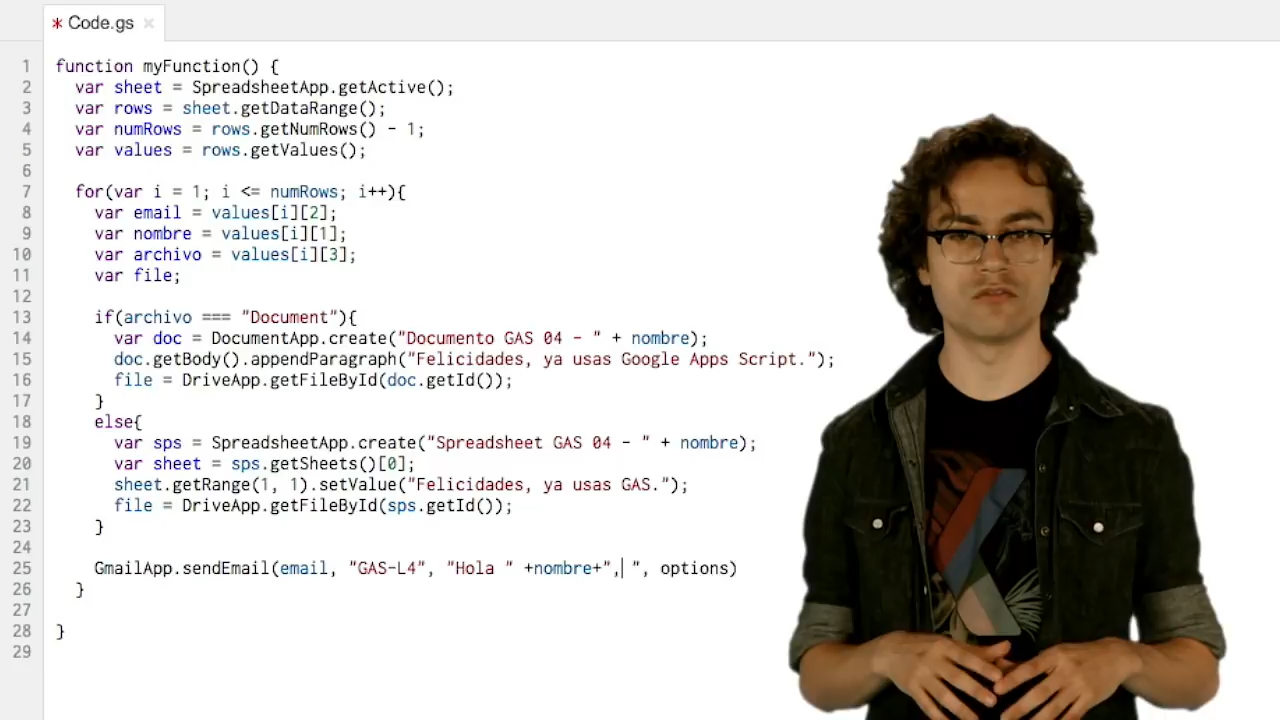 * Code.gs ×
1 function myFunction() {
2 var sheet = SpreadsheetApp.getActive();
3 var rows = sheet.getDataRange();
4 var numRows = rows.getNumRows() - 1;
5 var values = rows.getValues();
6
7 for(var i = 1; i <= numRows; i++){
8 var email = values[i][2];
9 var nombre = values[i][1];
10 var archivo = values[i][3];
11 var file;
12
13 if(archivo === "Document"){
14 var doc = DocumentApp.create("Documento GAS 04 - " + nombre);
15 doc.getBody().appendParagraph("Felicidades, ya usas Google Apps Script.");
16 file = DriveApp.getFileById(doc.getId());
17 }
18 else{
19 var sps = SpreadsheetApp.create("Spreadsheet GAS 04 - " + nombre);
20 var sheet = sps.getSheets()[0];
21 sheet.getRange(1, 1).setValue("Felicidades, ya usas GAS.");
22 file = DriveApp.getFileById(sps.getId());
23 }
24
25 GmailApp.sendEmail(email, "GAS-L4", "Hola " +nombre+", ", options)
26 }
27
28 }
29